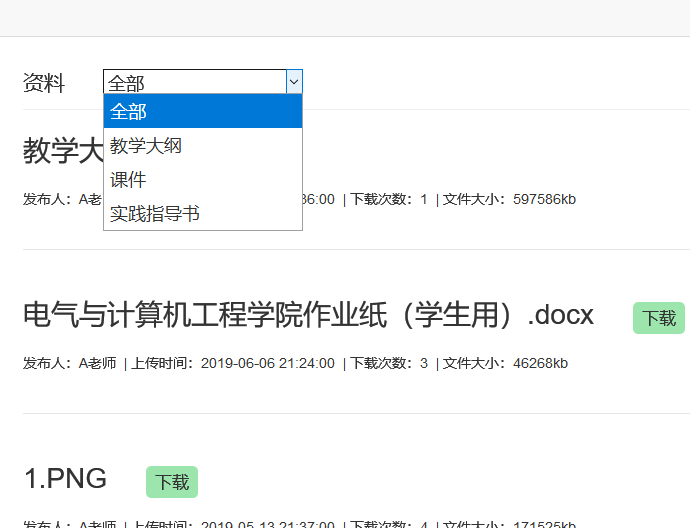 资料
全部
全部
教学大纲
课件
实践指导书
教学大
发布人：A老 36:00 | 下载次数：1 | 文件大小：597586kb
电气与计算机工程学院作业纸（学生用）.docx 下载
发布人：A老师 | 上传时间：2019-06-06 21:24:00 | 下载次数：3 | 文件大小：46268kb
1.PNG 下载
发布人：A老师 | 上传时间：2019-05-13 21:37:00 | 下载次数：4 | 文件大小：171525kb